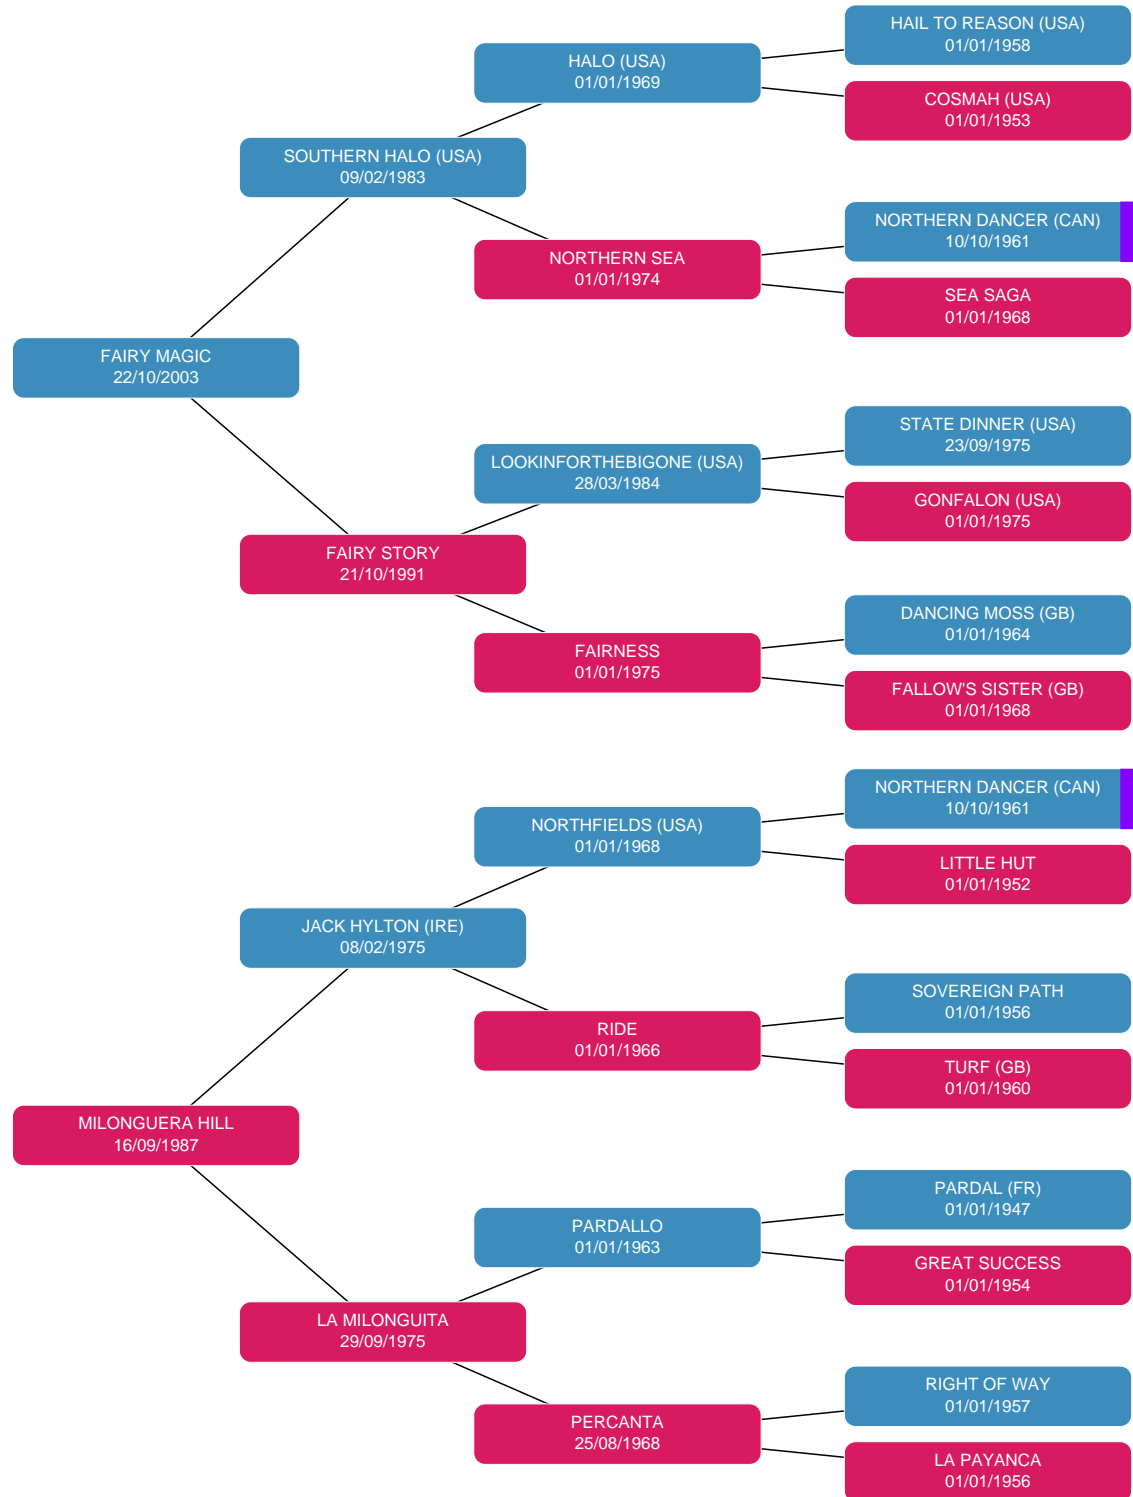 HAIL TO REASON (USA)
01/01/1958
HALO (USA)
01/01/1969
COSMAH (USA)
01/01/1953
SOUTHERN HALO (USA)
09/02/1983
NORTHERN DANCER (CAN)
10/10/1961
NORTHERN SEA
01/01/1974
SEA SAGA
01/01/1968
FAIRY MAGIC
22/10/2003
STATE DINNER (USA)
23/09/1975
LOOKINFORTHEBIGONE (USA)
28/03/1984
GONFALON (USA)
01/01/1975
FAIRY STORY
21/10/1991
DANCING MOSS (GB)
01/01/1964
FAIRNESS
01/01/1975
FALLOW'S SISTER (GB)
01/01/1968
NORTHERN DANCER (CAN)
10/10/1961
NORTHFIELDS (USA)
01/01/1968
LITTLE HUT
01/01/1952
JACK HYLTON (IRE)
08/02/1975
SOVEREIGN PATH
01/01/1956
RIDE
01/01/1966
TURF (GB)
01/01/1960
MILONGUERA HILL
16/09/1987
PARDAL (FR)
01/01/1947
PARDALLO
01/01/1963
GREAT SUCCESS
01/01/1954
LA MILONGUITA
29/09/1975
RIGHT OF WAY
01/01/1957
PERCANTA
25/08/1968
LA PAYANCA
01/01/1956